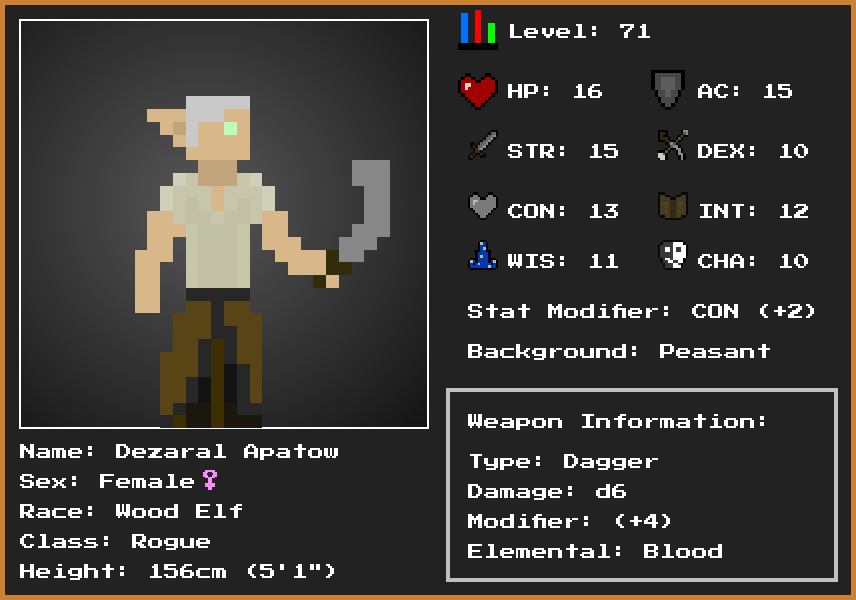 Level: 71
HP: 16
AC: 15
STR: 15
DEX: 10
CON: 13
INT: 12
WIS: 11
CHA: 10
Stat Modifier: CON (+2)
Background: Peasant
Weapon Information:
Type: Dagger
Damage: d6
Modifier: (+4)
Elemental: Blood
Name: Dezaral Apatow
Sex: Female♀
Race: Wood Elf
Class: Rogue
Height: 156cm (5'1")